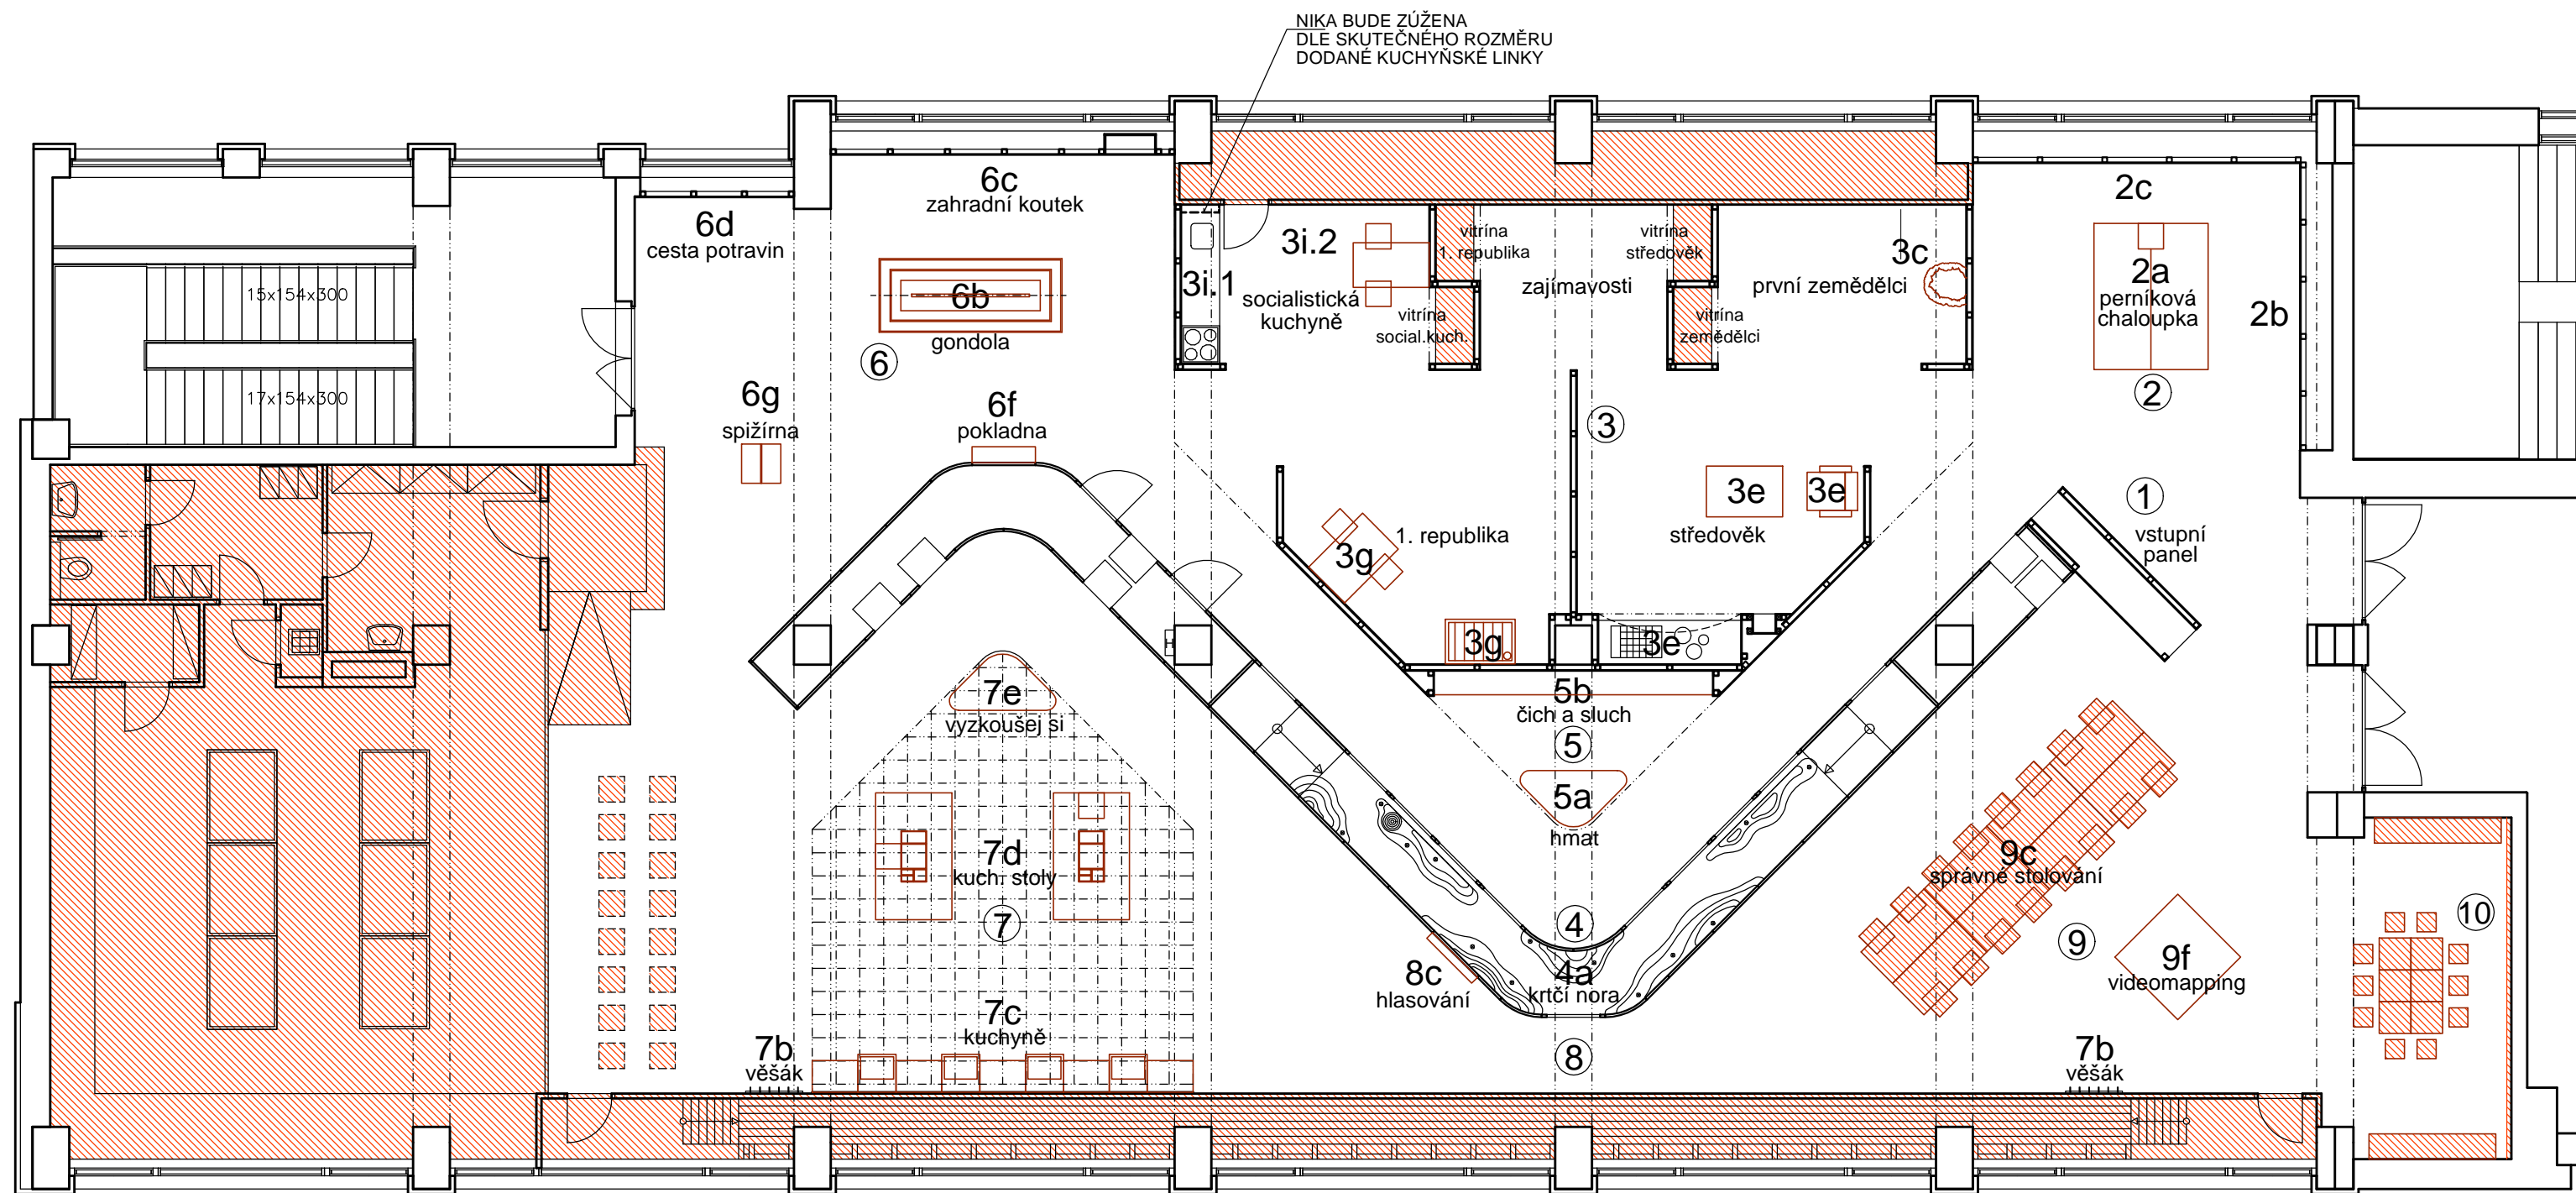 NIKA BUDE ZÚŽENA
DLE SKUTEČNÉHO ROZMĚRU
DODANÉ KUCHYŇSKÉ LINKY
6c
zahradní koutek
6d
cesta potravin
6b
gondola
6
6g
spižírna
6f
pokladna
15x154x300
17x154x300
3i.1
3i.2
socialistická
kuchyně
vitrína
1. republika
vitrína
social.kuch.
zajímavosti
vitrína
středověk
vitrína
zemědělci
první zemědělci
3c
2c
2a
perníková
chaloupka
2b
2
3
1
vstupní
panel
3e
3e
středověk
1. republika
3g
3g
3e
5b
čich a sluch
5
5a
hmat
7e
vyzkoušej si
7d
kuch. stoly
7
7c
kuchyně
7b
věšák
4
4a
krtčí nora
8c
hlasování
8
9c
správné stolování
9
9f
videomapping
7b
věšák
10